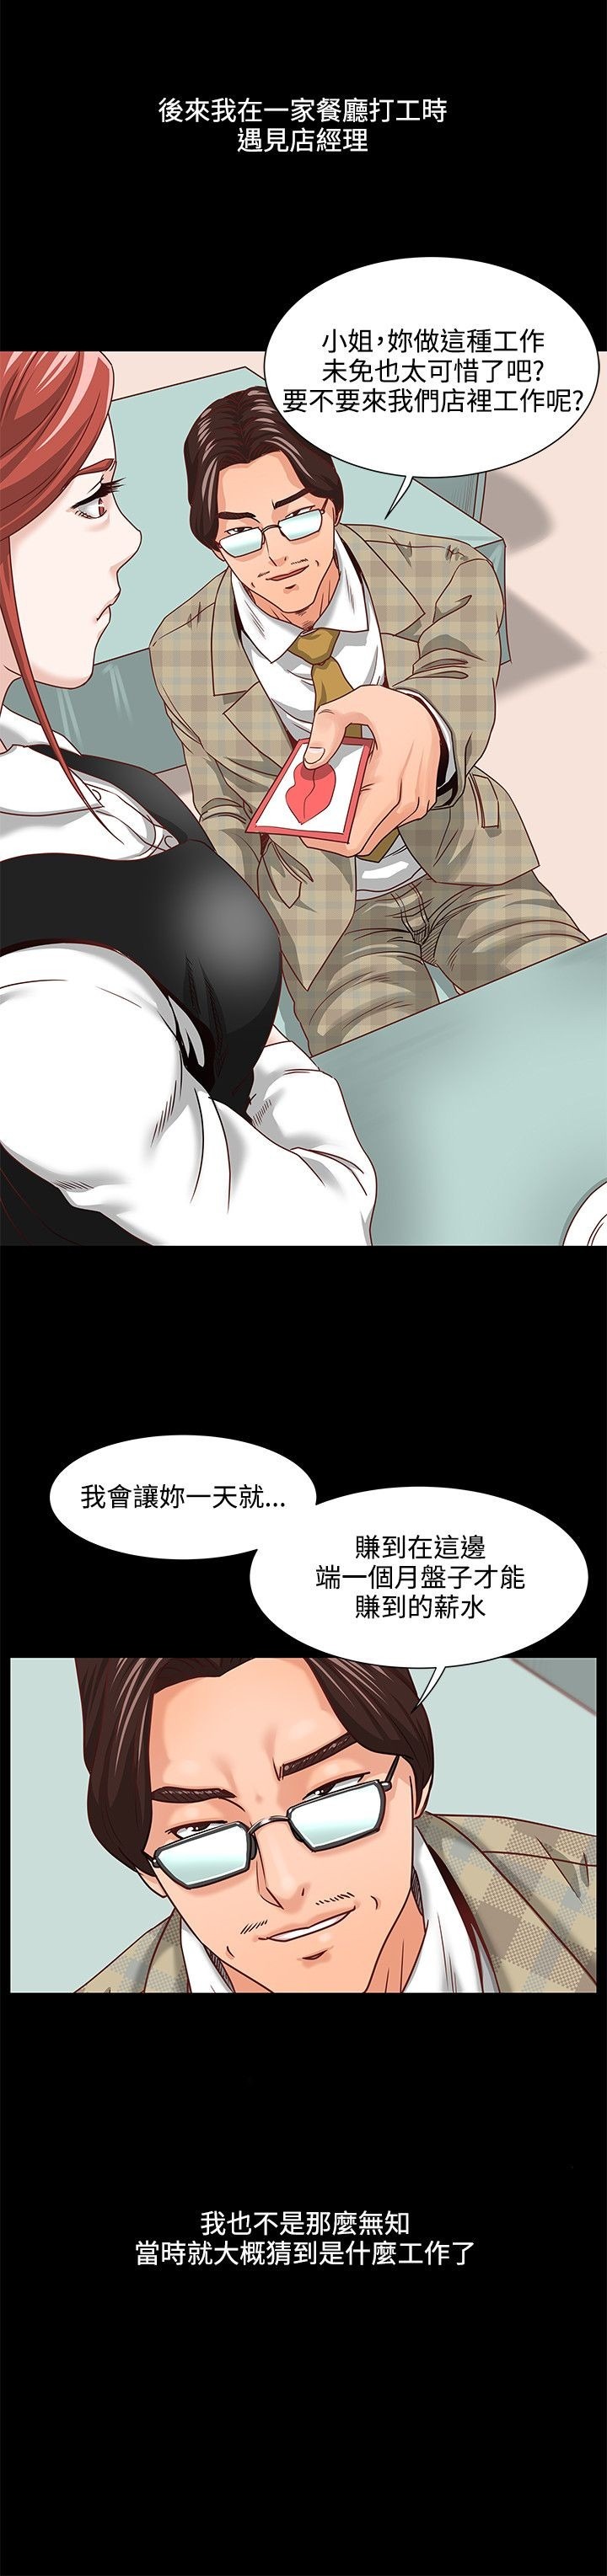 後來我在一家餐廳打工時
遇見店經理
小姐，妳做這種工作
未免也太可惜了吧?
要不要來我們店裡工作呢?
我會讓妳一天就...
賺到在這邊
端一個月盤子才能
賺到的薪水
我也不是那麼無知
當時就大概猜到是什麼工作了